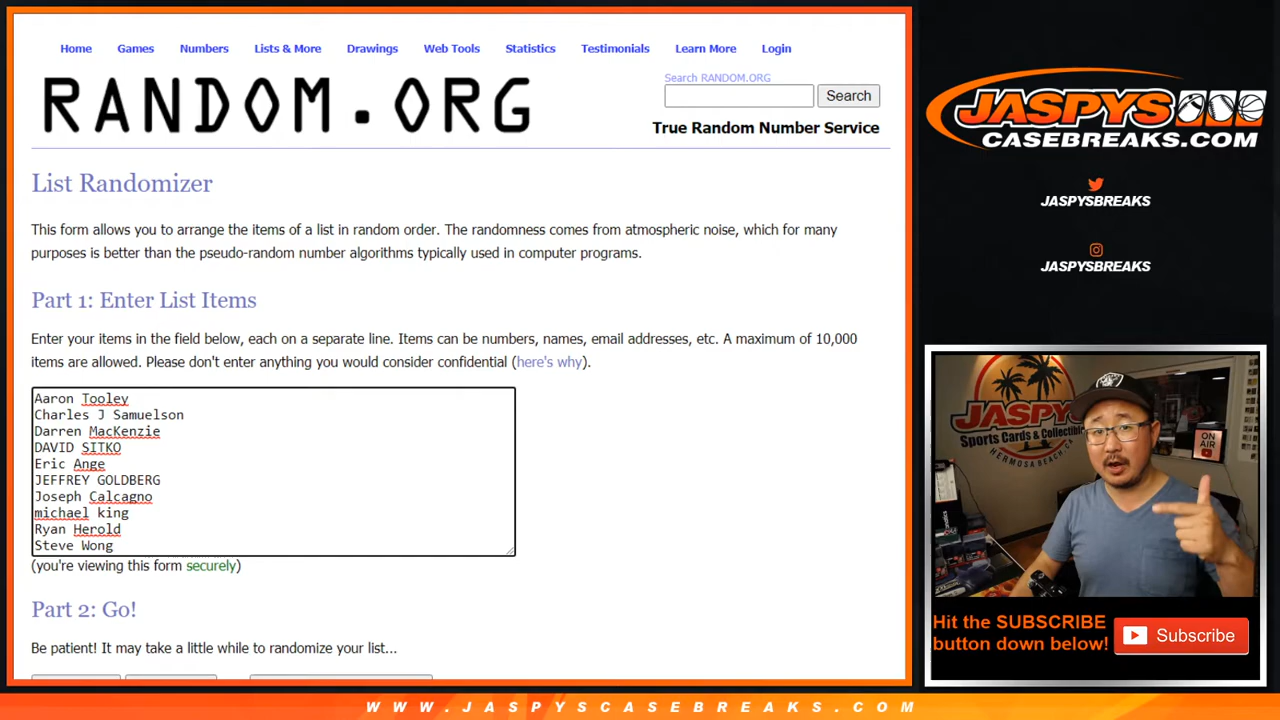 Home Games Numbers Lists & More Drawings Web Tools Statistics Testimonials Learn More Login
RANDOM.ORG
Search RANDOM.ORG
Search
True Random Number Service
List Randomizer
This form allows you to arrange the items of a list in random order. The randomness comes from atmospheric noise, which for many
purposes is better than the pseudo-random number algorithms typically used in computer programs.
Part 1: Enter List Items
Enter your items in the field below, each on a separate line. Items can be numbers, names, email addresses, etc. A maximum of 10,000
items are allowed. Please don't enter anything you would consider confidential (here's why).
Aaron Tooley
Charles J Samuelson
Darren MacKenzie
DAVID SITKO
Eric Ange
JEFFREY GOLDBERG
Joseph Calcagno
michael king
Ryan Herold
Steve Wong
(you're viewing this form securely)
Part 2: Go!
Be patient! It may take a little while to randomize your list...
JASPYS
CASEBREAKS.COM
JASPYSBREAKS
JASPYSBREAKS
JASPYS
Sports Cards & Collectibles
HERMOSA BEACH, CA
ON
AIR
Hit the SUBSCRIBE
button down below!
Subscribe
WWW.JASPYSCASEBREAKS.COM